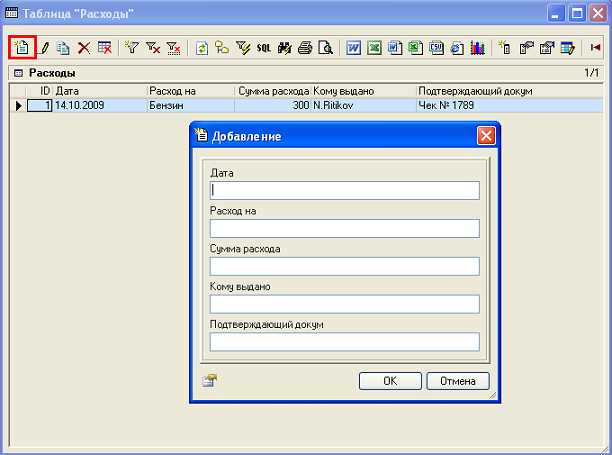 Таблица "Расходы"
SQL
Расходы 1/1
ID Дата Расход на Сумма расхода Кому выдано Подтверждающий докум
1 14.10.2009 Бензин 300 N.Ritikov Чек № 1789
Добавление
Дата
Расход на
Сумма расхода
Кому выдано
Подтверждающий докум
OK Отмена